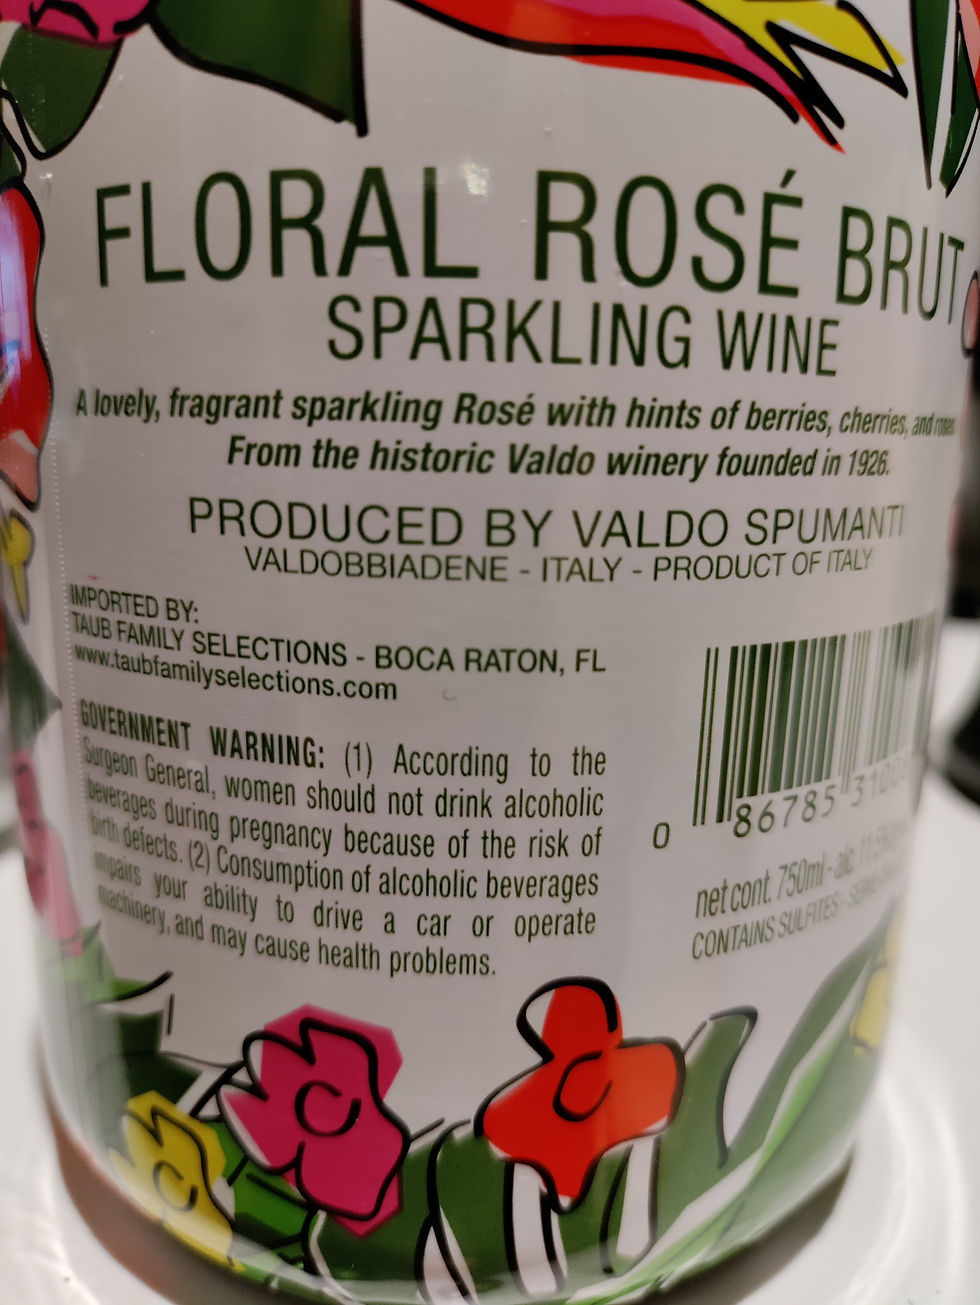 FLORAL ROSÉ BRUT
SPARKLING WINE
A lovely, fragrant sparkling Rosé with hints of berries, cherries, and roses
From the historic Valdo winery founded in 1926.
PRODUCED BY VALDO SPUMANTI
VALDOBBIADENE - ITALY - PRODUCT OF ITALY
IMPORTED BY:
TAUB FAMILY SELECTIONS - BOCA RATON, FL
www.taubfamilyselections.com
GOVERNMENT WARNING: (1) According to the
Surgeon General, women should not drink alcoholic
beverages during pregnancy because of the risk of
birth defects. (2) Consumption of alcoholic beverages
impairs your ability to drive a car or operate
machinery, and may cause health problems.
0 86785 3100
net cont. 750ml - alc. 11.5%
CONTAINS SULFITES - SERVE